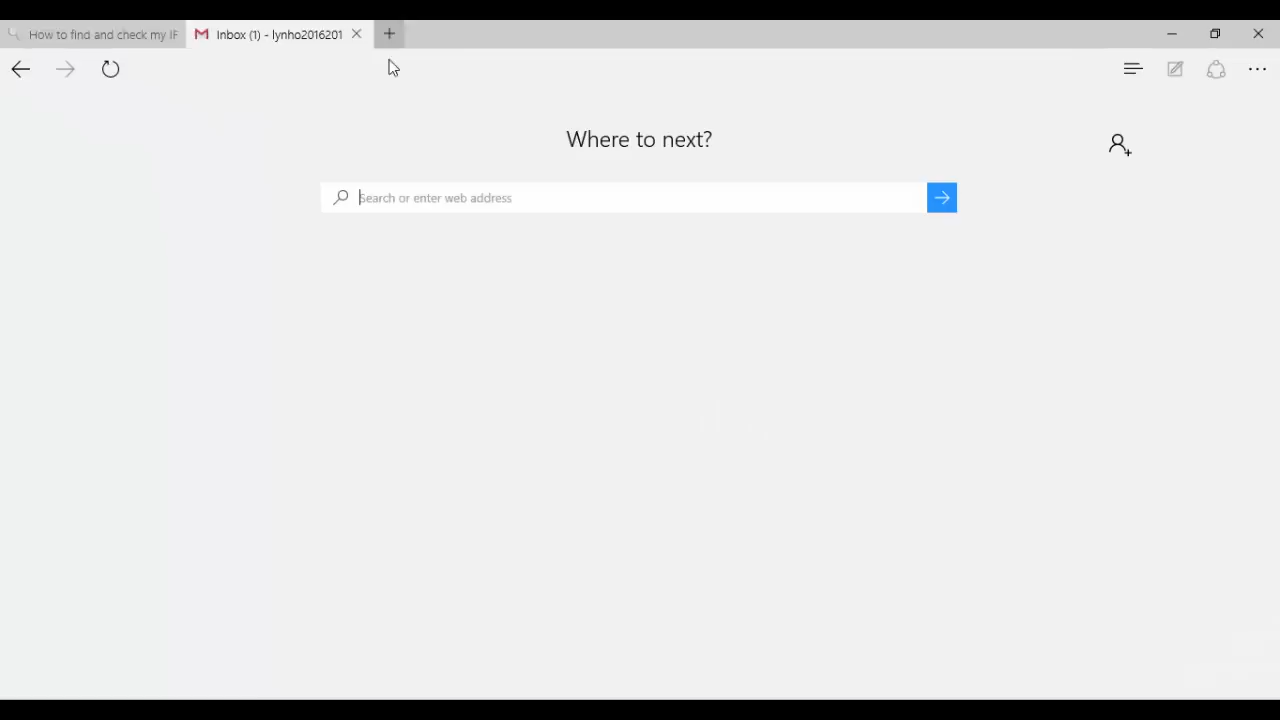 How to find and check my IF
Inbox (1) - lynho2016201
Where to next?
Search or enter web address